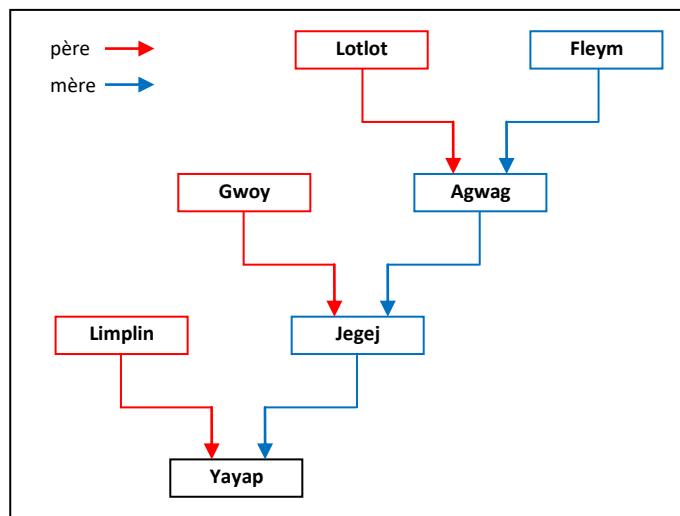 père
mère
Lotlot
Fleym
Gwoy
Agwag
Limplin
Jegej
Yayap